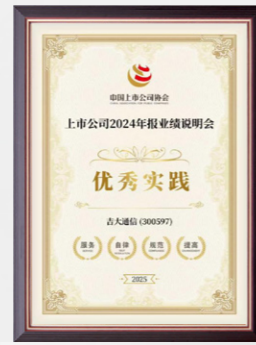 中国上市公司协会
上市公司2024年报业绩说明会
优秀实践
吉大通信 (300597)
服务 自律 规范 提高
2025